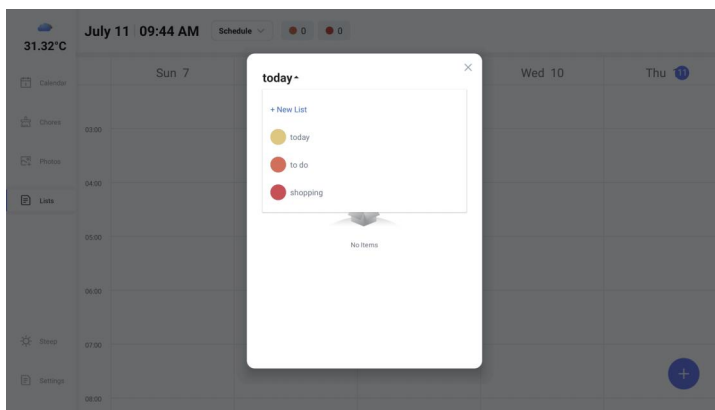 31.32°C
July 11 09:44 AM Schedule 0 0
Sun 7 Wed 10 Thu 11
today
+ New List
today
to do
shopping
No Items
Calendar
Chores
Photos
Lists
Sleep
Settings
03:00
04:00
05:00
06:00
07:00
08:00
+